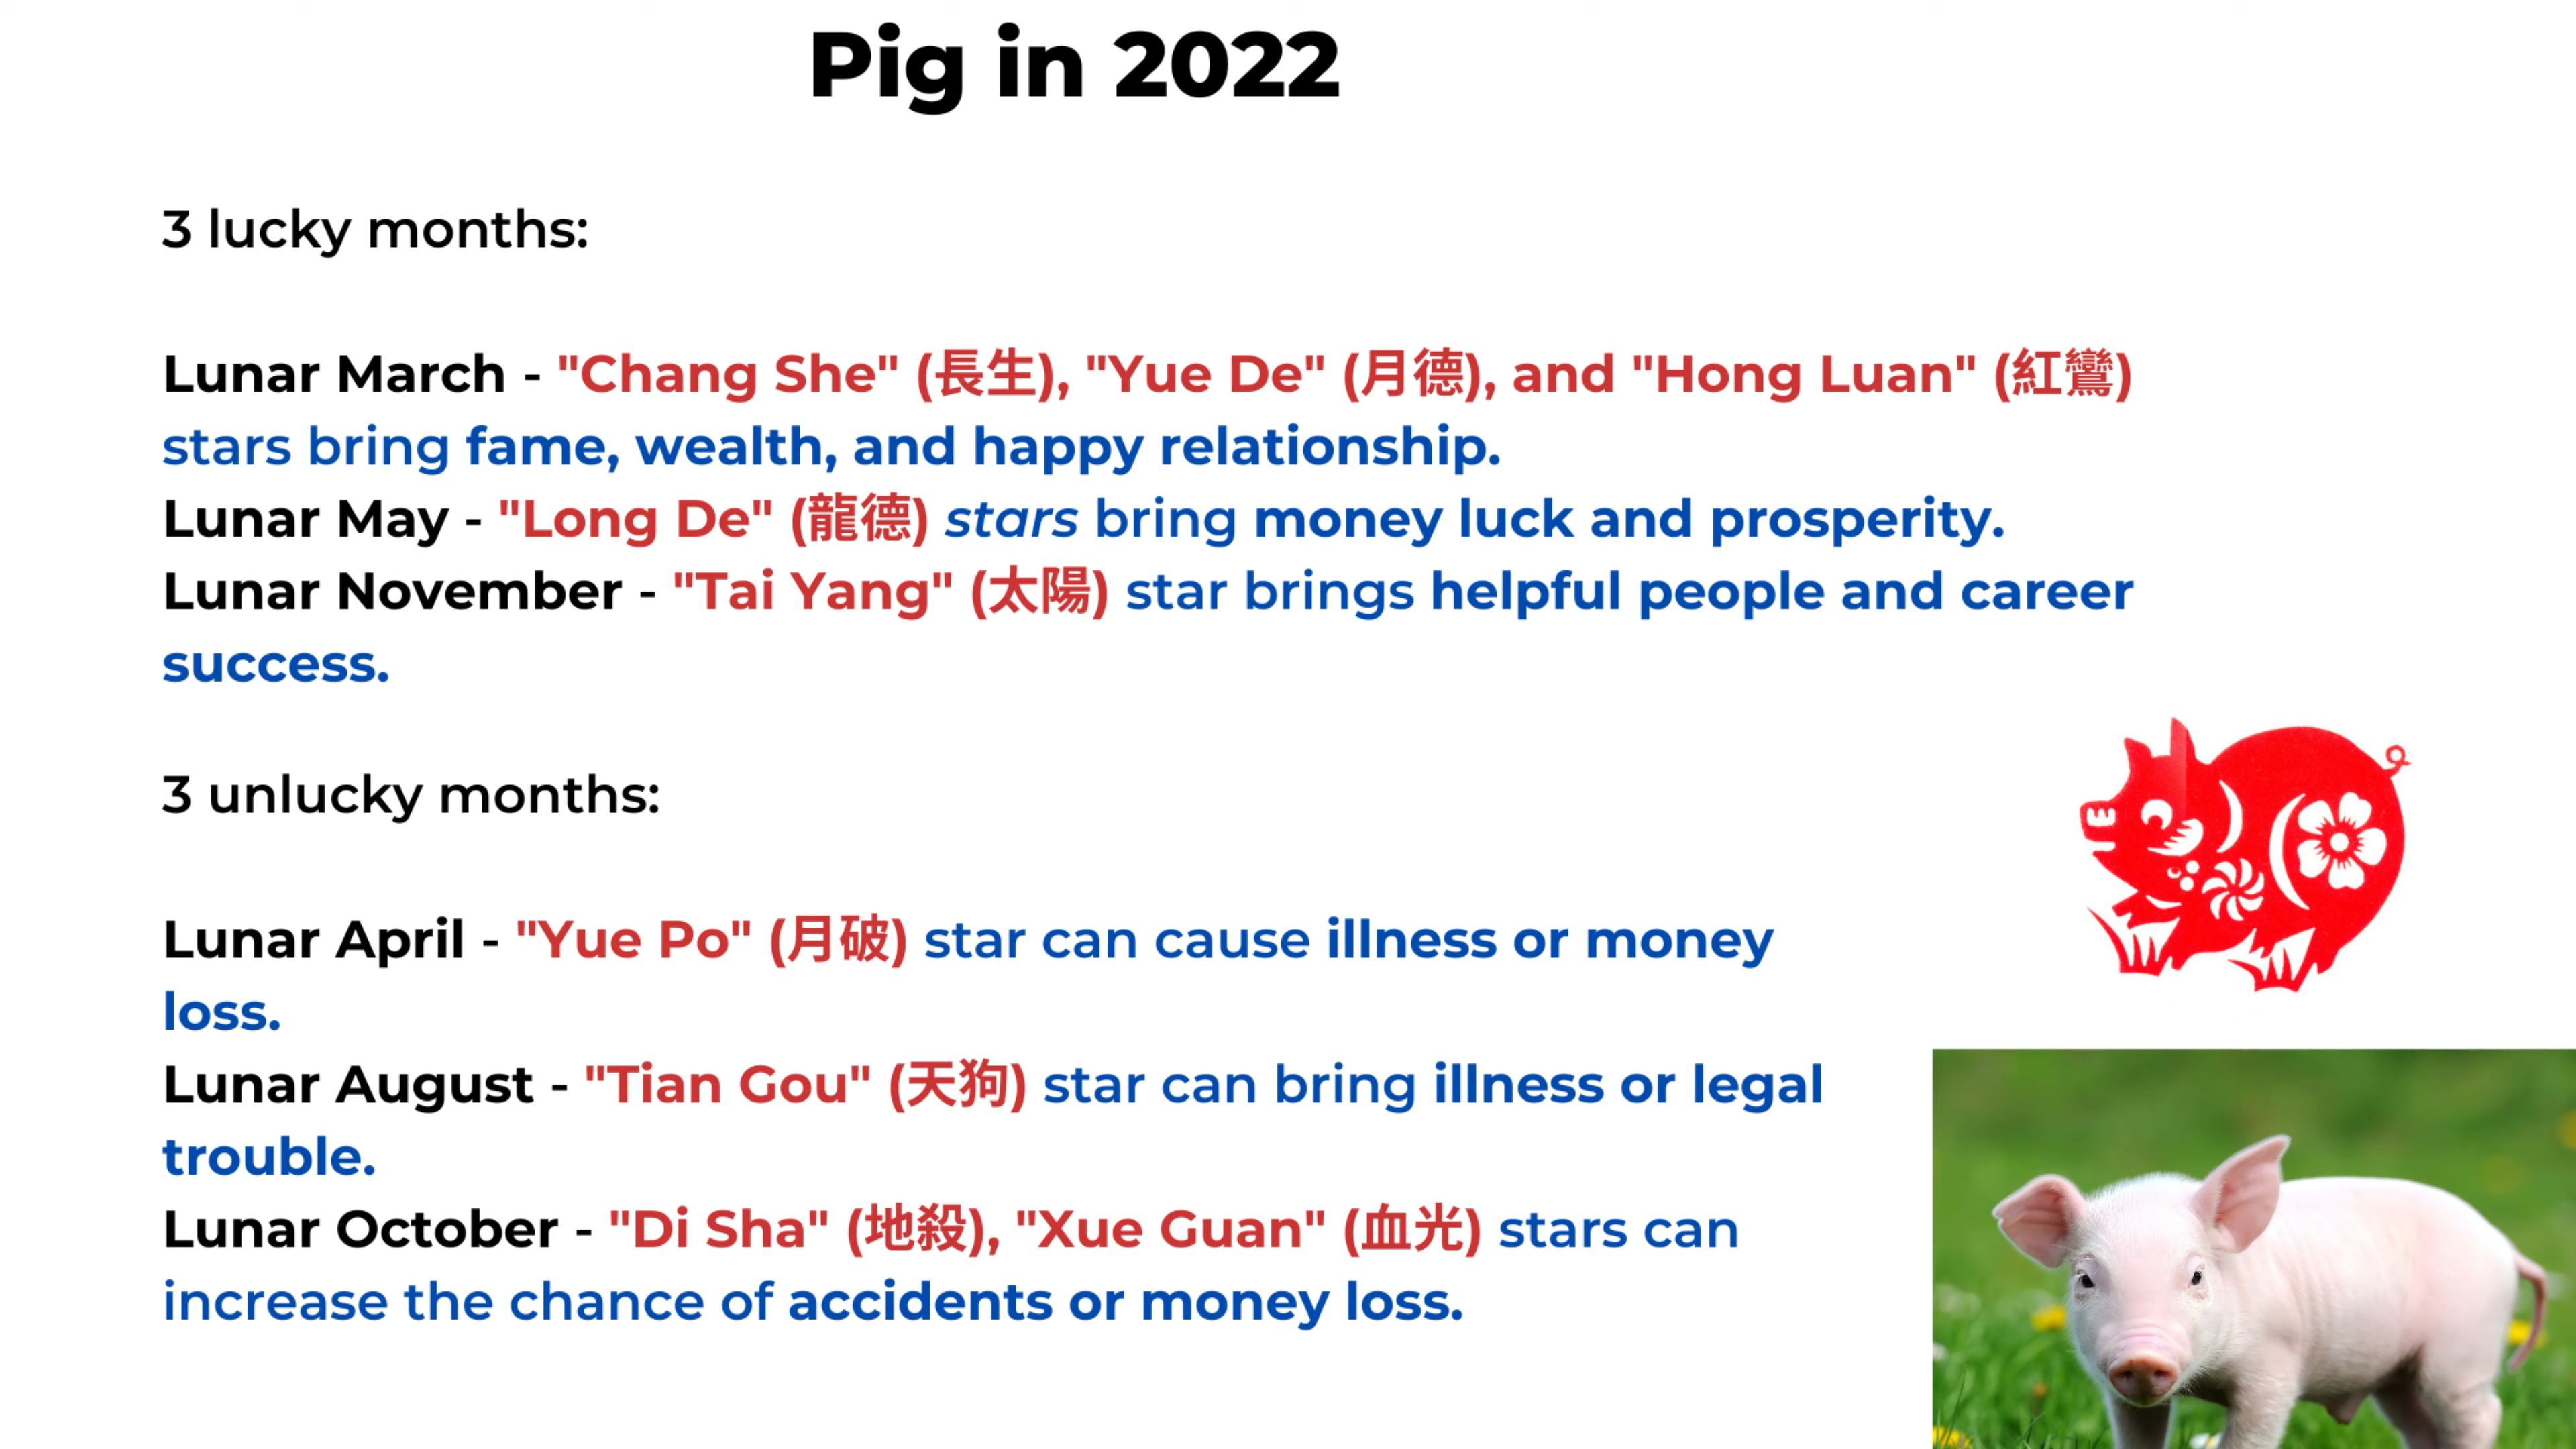 Pig in 2022
3 lucky months:
Lunar March - "Chang She" (長生), "Yue De" (月德), and "Hong Luan" (紅鸞)
stars bring fame, wealth, and happy relationship.
Lunar May - "Long De" (龍德) stars bring money luck and prosperity.
Lunar November - "Tai Yang" (太陽) star brings helpful people and career
success.
3 unlucky months:
Lunar April - "Yue Po" (月破) star can cause illness or money
loss.
Lunar August - "Tian Gou" (天狗) star can bring illness or legal
trouble.
Lunar October - "Di Sha" (地殺), "Xue Guan" (血光) stars can
increase the chance of accidents or money loss.